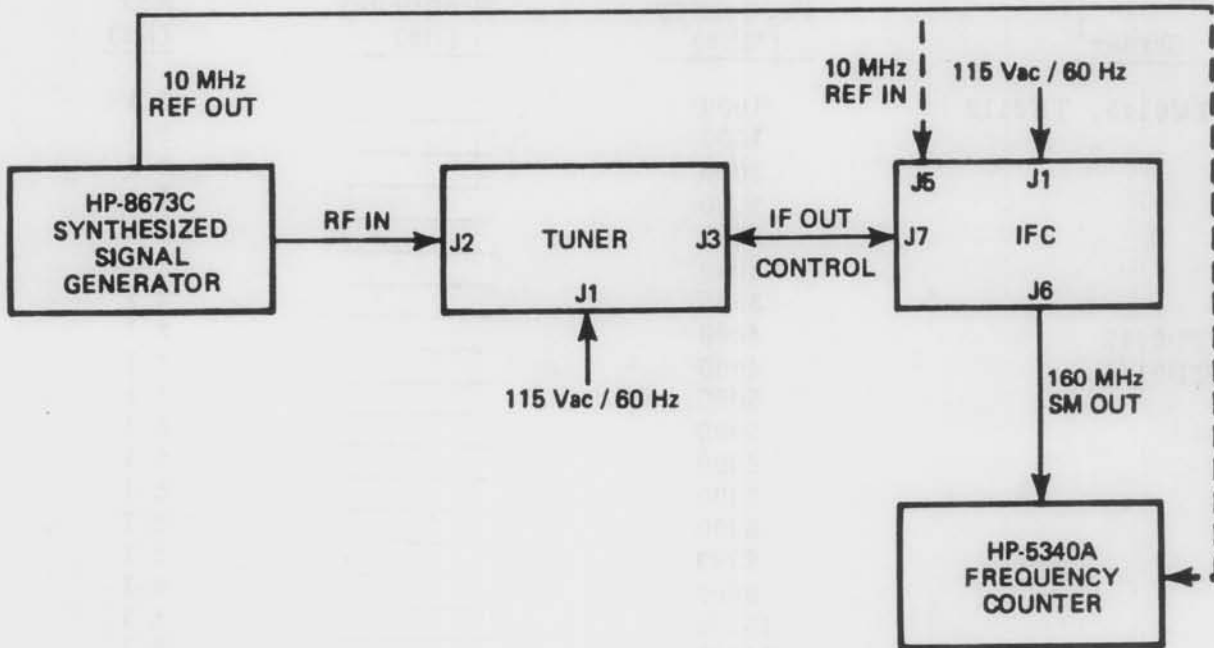 10 MHz
REF OUT
10 MHz
REF IN
115 Vac / 60 Hz
HP-8673C
SYNTHESIZED
SIGNAL
GENERATOR
RF IN
J2
TUNER
J3
J1
IF OUT
CONTROL
J5
J1
J7
IFC
J6
115 Vac / 60 Hz
160 MHz
SM OUT
HP-5340A
FREQUENCY
COUNTER